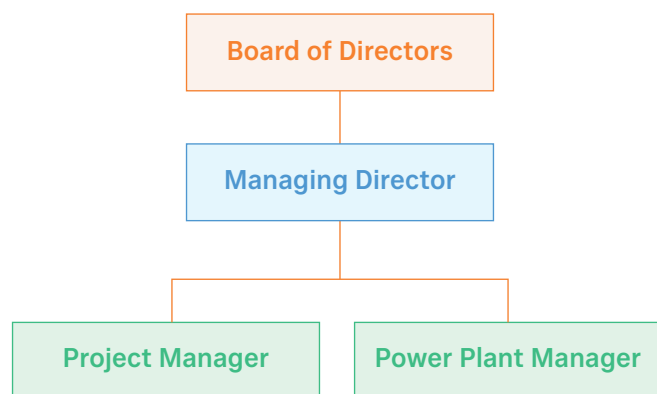 Board of Directors
Managing Director
Project Manager
Power Plant Manager